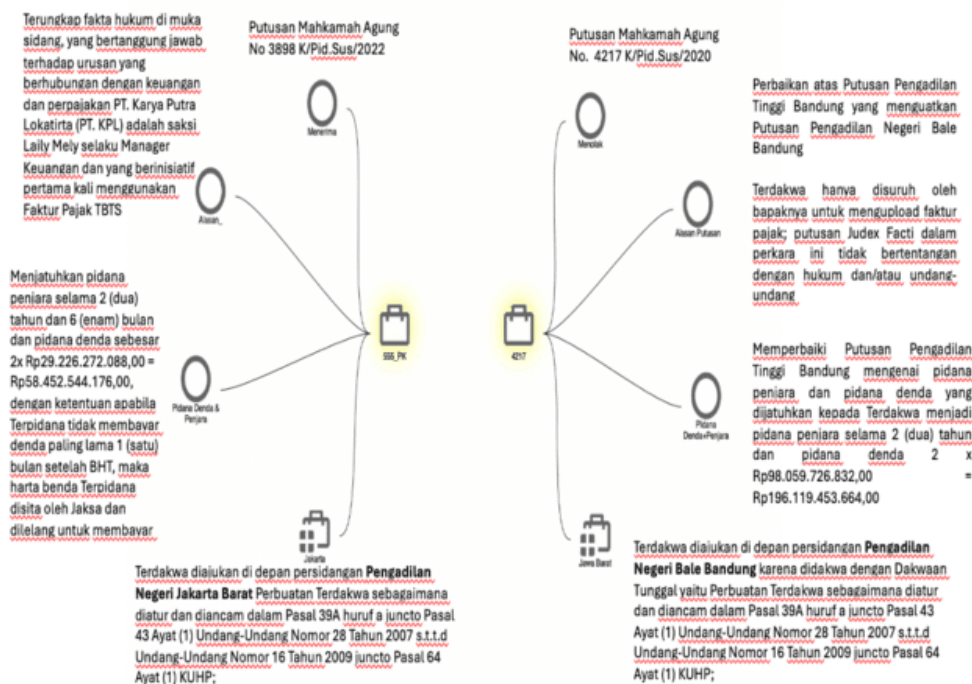 Terungkap fakta hukum di muka
sidang, yang bertanggung jawab
terhadap urusan yang
berhubungan dengan keuangan
dan perpajakan PT. Karya Putra
Lokatirta (PT. KPL) adalah saksi
Laily Mely selaku Manager
Keuangan dan yang berinisiatif
pertama kali menggunakan
Faktur Pajak TBTS
Putusan Mahkamah Agung
No 3898 K/Pid.Sus/2022
Menerima
Alasan_
Menjatuhkan pidana
penjara selama 2 (dua)
tahun dan 6 (enam) bulan
dan pidana denda sebesar
2x Rp29.226.272.088,00 =
Rp58.452.544.176,00,
dengan ketentuan apabila
Terpidana tidak membayar
denda paling lama 1 (satu)
bulan setelah BHT, maka
harta benda Terpidana
disita oleh Jaksa dan
dilelang untuk membayar
Pidana Denda &
Penjara
Jakarta
Terdakwa diajukan di depan persidangan Pengadilan
Negeri Jakarta Barat Perbuatan Terdakwa sebagaimana
diatur dan diancam dalam Pasal 39A huruf a juncto Pasal
43 Ayat (1) Undang-Undang Nomor 28 Tahun 2007 s.t.t.d
Undang-Undang Nomor 16 Tahun 2009 juncto Pasal 64
Ayat (1) KUHP;
Putusan Mahkamah Agung
No. 4217 K/Pid.Sus/2020
Menolak
4217
Perbaikan atas Putusan Pengadilan
Tinggi Bandung yang menguatkan
Putusan Pengadilan Negeri Bale
Bandung
Alasan Putusan
Terdakwa hanya disuruh oleh
bapaknya untuk mengupload faktur
pajak; putusan Judex Facti dalam
perkara ini tidak bertentangan
dengan hukum dan/atau undang-
undang
Memperbaiki Putusan Pengadilan
Tinggi Bandung mengenai pidana
penjara dan pidana denda yang
dijatuhkan kepada Terdakwa menjadi
pidana penjara selama 2 (dua) tahun
dan pidana denda 2 x
Rp98.059.726.832,00 =
Rp196.119.453.664,00
Pidana
Denda+Penjara
Jawa Barat
Terdakwa diajukan di depan persidangan Pengadilan
Negeri Bale Bandung karena didakwa dengan Dakwaan
Tunggal yaitu Perbuatan Terdakwa sebagaimana diatur
dan diancam dalam Pasal 39A huruf a juncto Pasal 43
Ayat (1) Undang-Undang Nomor 28 Tahun 2007 s.t.t.d
Undang-Undang Nomor 16 Tahun 2009 juncto Pasal 64
Ayat (1) KUHP;